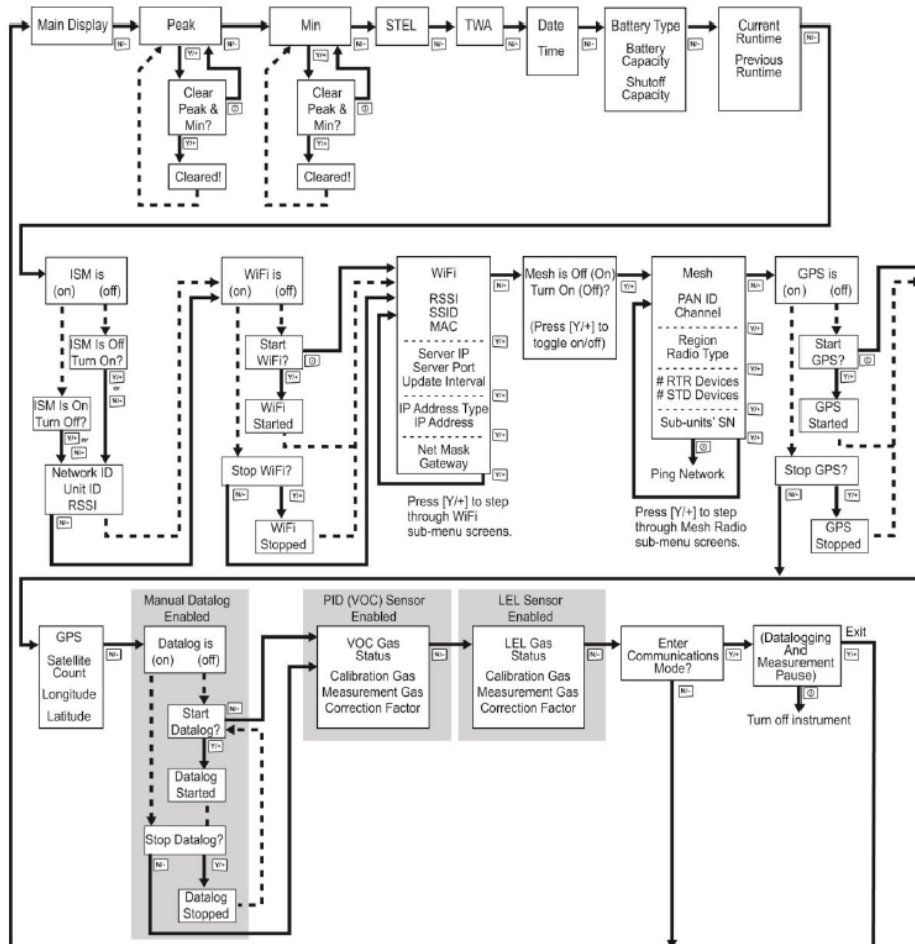 Main Display
N/-
Peak
N/-
Min
N/-
STEL
N/-
TWA
N/-
Date
Time
N/-
Battery Type
Battery
Capacity
Shutoff
Capacity
N/-
Current
Runtime
Previous
Runtime
N/-
Y/+
Clear
Peak &
Min?
Y/+
Cleared!
Y/+
Clear
Peak &
Min?
Y/+
Cleared!
ISM is
(on) (off)
ISM Is Off
Turn On?
Y/+
or
N/-
ISM Is On
Turn Off?
Y/+ or
N/-
Network ID
Unit ID
RSSI
N/-
WiFi is
(on) (off)
Start
WiFi?
Y/+
WiFi
Started
Stop WiFi?
N/-
Y/+
WiFi
Stopped
WiFi
N/-
RSSI
SSID
MAC
Y/+
Server IP
Server Port
Update Interval
Y/+
IP Address Type
IP Address
Y/+
Net Mask
Gateway
Y/+
Press [Y/+] to step
through WiFi
sub-menu screens.
Mesh is Off (On)
Turn On (Off)?
Y/+
(Press [Y/+] to
toggle on/off)
Mesh
N/-
PAN ID
Channel
Y/+
Region
Radio Type
Y/+
# RTR Devices
# STD Devices
Y/+
Sub-units' SN
Y/+
Ping Network
Press [Y/+] to step
through Mesh Radio
sub-menu screens.
GPS is
(on) (off)
Start
GPS?
Y/+
GPS
Started
Stop GPS?
N/-
Y/+
GPS
Stopped
GPS
Satellite
Count
Longitude
Latitude
N/-
Manual Datalog
Enabled
Datalog is
(on) (off)
Start
Datalog?
N/-
Y/+
Datalog
Started
Stop Datalog?
N/-
Y/+
Datalog
Stopped
PID (VOC) Sensor
Enabled
VOC Gas
Status
Calibration Gas
Measurement Gas
Correction Factor
N/-
LEL Sensor
Enabled
LEL Gas
Status
Calibration Gas
Measurement Gas
Correction Factor
N/-
Enter
Communications
Mode?
Y/+
N/-
(Datalogging
And
Measurement
Pause)
Exit
Y/+
Turn off instrument